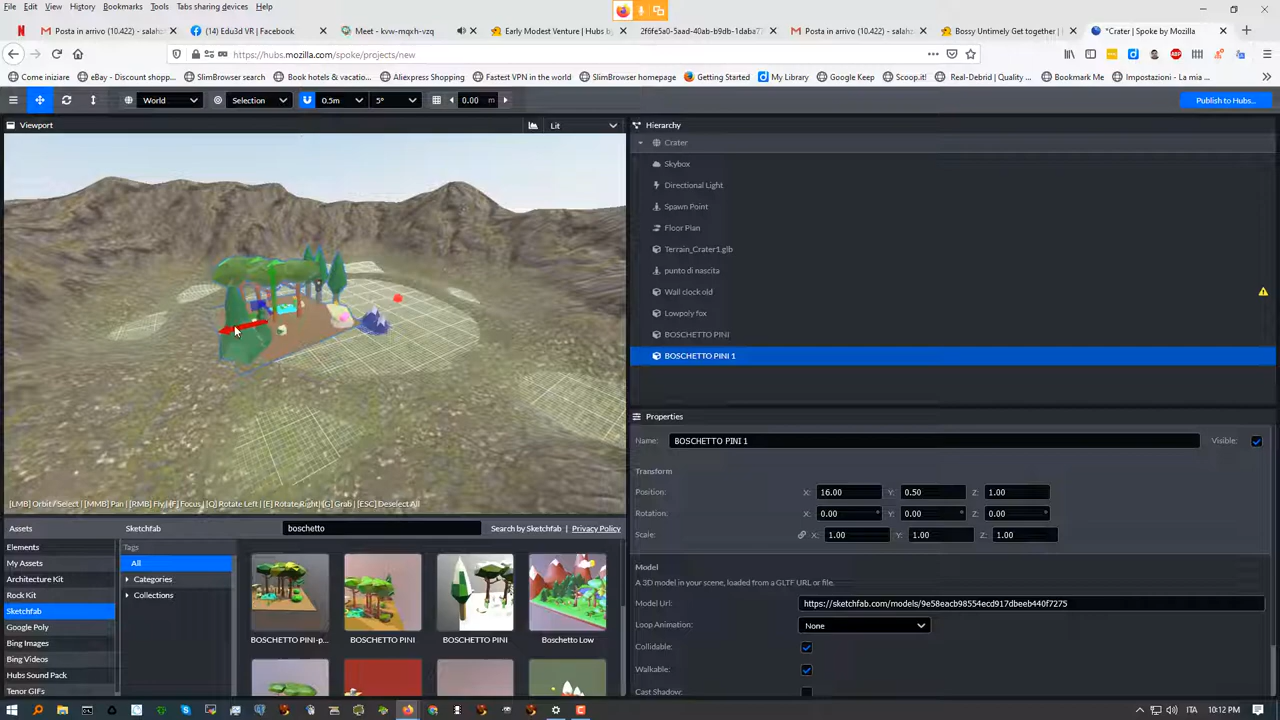 File Edit View History Bookmarks Tools Tabs sharing devices Help
Posta in arrivo (10.422) - salah
(14) Edu3d VR | Facebook
Meet - kvw-mqxh-vzq
Early Modest Venture | Hubs by
2f6fe5a0-5aad-40ab-b9db-1daba7
Posta in arrivo (10.422) - salah
Bossy Untimely Get together |
*Crater | Spoke by Mozilla
https://hubs.mozilla.com/spoke/projects/new
Come iniziare eBay - Discount shopp... SlimBrowser search Book hotels & vacatio... Aliexpress Shopping Fastest VPN in the world SlimBrowser homepage Getting Started My Library Google Keep Scoop.it! Real-Debrid | Quality ... Bookmark Me Impostazioni - La mia ...
World Selection 0.5m 5° 0.00 m Publish to Hubs...
Viewport Lit
Hierarchy
Crater
Skybox
Directional Light
Spawn Point
Floor Plan
Terrain_Crater1.glb
punto di nascita
Wall clock old
Lowpoly fox
BOSCHETTO PINI
BOSCHETTO PINI 1
[LMB] Orbit / Select | [MMB] Pan | [RMB] Fly | [F] Focus | [Q] Rotate Left | [E] Rotate Right | [G] Grab | [ESC] Deselect All
Properties
Name: BOSCHETTO PINI 1 Visible:
Transform
Position: X: 16.00 Y: 0.50 Z: 1.00
Rotation: X: 0.00 ° Y: 0.00 ° Z: 0.00 °
Scale: X: 1.00 Y: 1.00 Z: 1.00
Model
A 3D model in your scene, loaded from a GLTF URL or file.
Model Url: https://sketchfab.com/models/9e58eacb98554ecd917dbeeb440f7275
Loop Animation: None
Collidable:
Walkable:
Cast Shadow:
Assets
Elements
My Assets
Architecture Kit
Rock Kit
Sketchfab
Google Poly
Bing Images
Bing Videos
Hubs Sound Pack
Tenor GIFs
Sketchfab boschetto Search by Sketchfab | Privacy Policy
Tags
All
Categories
Collections
BOSCHETTO PINI-p...
BOSCHETTO PINI
BOSCHETTO PINI
Boschetto Low
ITA 10:12 PM